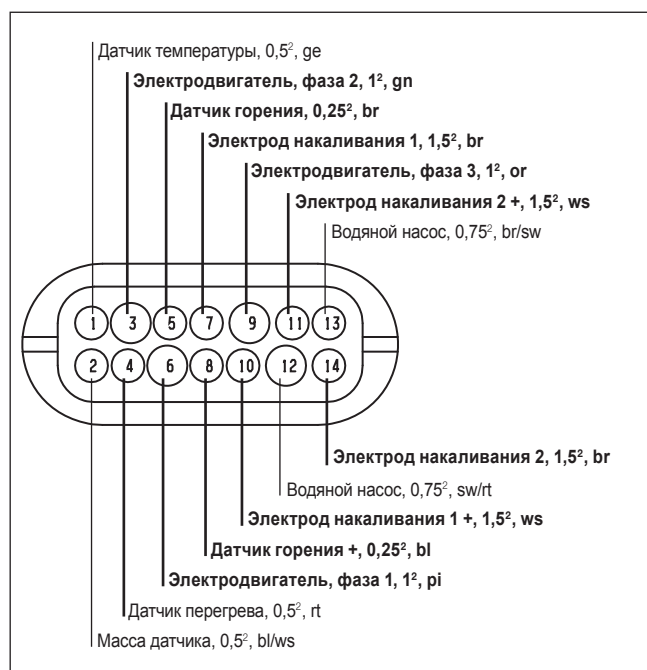 Датчик температуры, 0,5², ge
Электродвигатель, фаза 2, 1², gn
Датчик горения, 0,25², br
Электрод накаливания 1, 1,5², br
Электродвигатель, фаза 3, 1², or
Электрод накаливания 2 +, 1,5², ws
Водяной насос, 0,75², br/sw
1 3 5 7 9 11 13
2 4 6 8 10 12 14
Электрод накаливания 2, 1,5², br
Водяной насос, 0,75², sw/rt
Электрод накаливания 1 +, 1,5², ws
Датчик горения +, 0,25², bl
Электродвигатель, фаза 1, 1², pi
Датчик перегрева, 0,5², rt
Масса датчика, 0,5², bl/ws